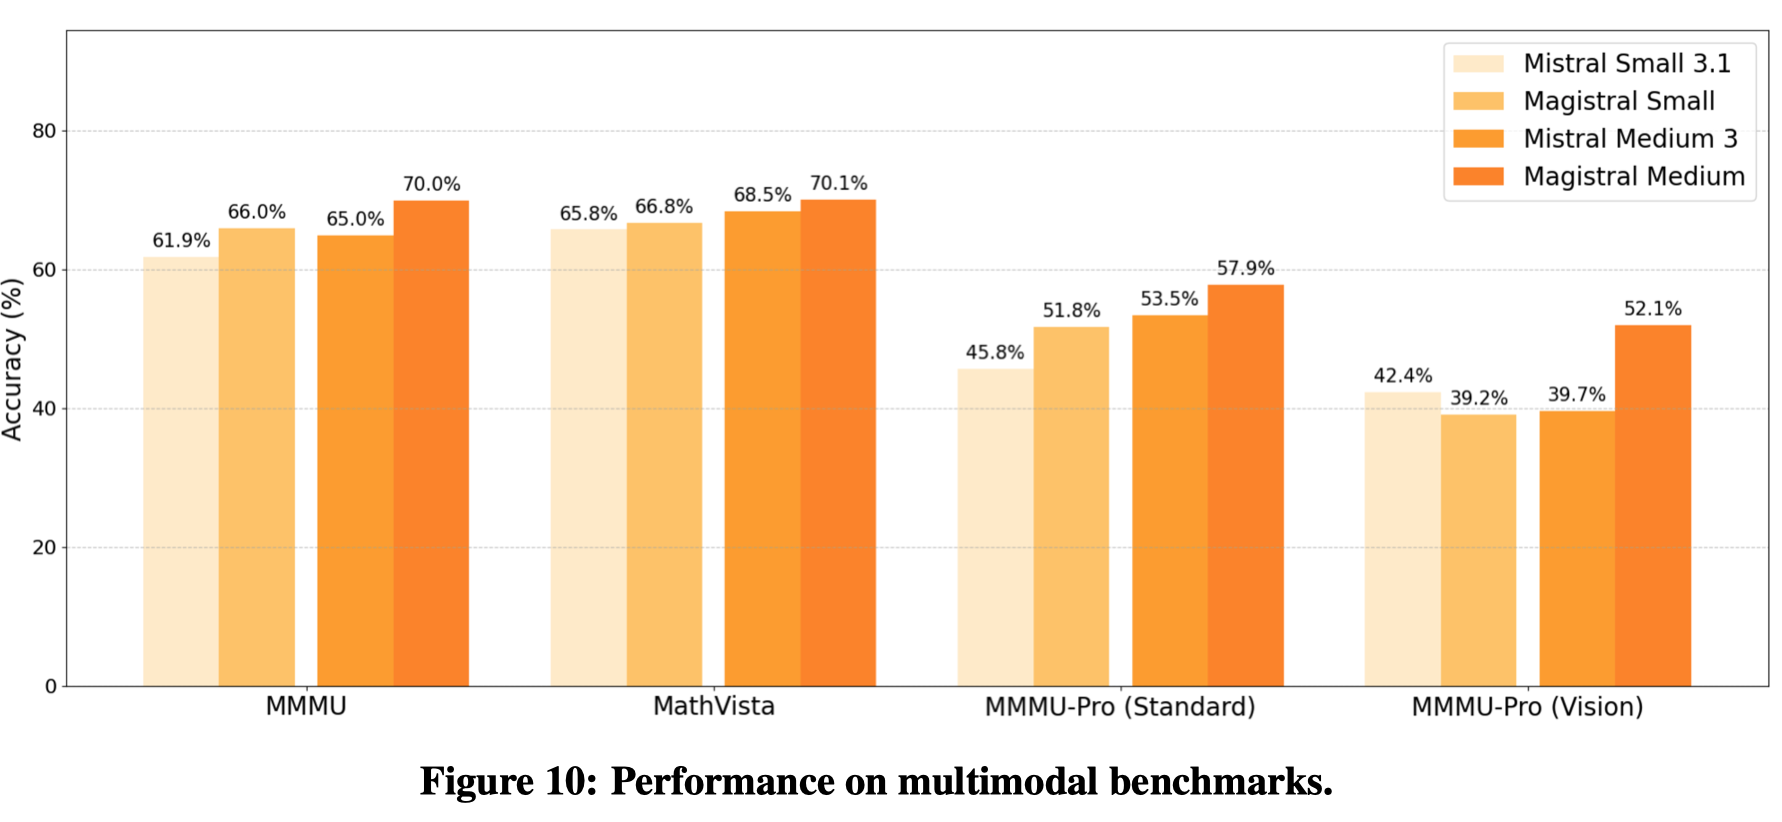 Mistral Small 3.1
Magistral Small
Mistral Medium 3
Magistral Medium
Accuracy (%)
80
60
40
20
0
61.9%
66.0%
65.0%
70.0%
65.8%
66.8%
68.5%
70.1%
45.8%
51.8%
53.5%
57.9%
42.4%
39.2%
39.7%
52.1%
MMMU
MathVista
MMMU-Pro (Standard)
MMMU-Pro (Vision)
Figure 10: Performance on multimodal benchmarks.